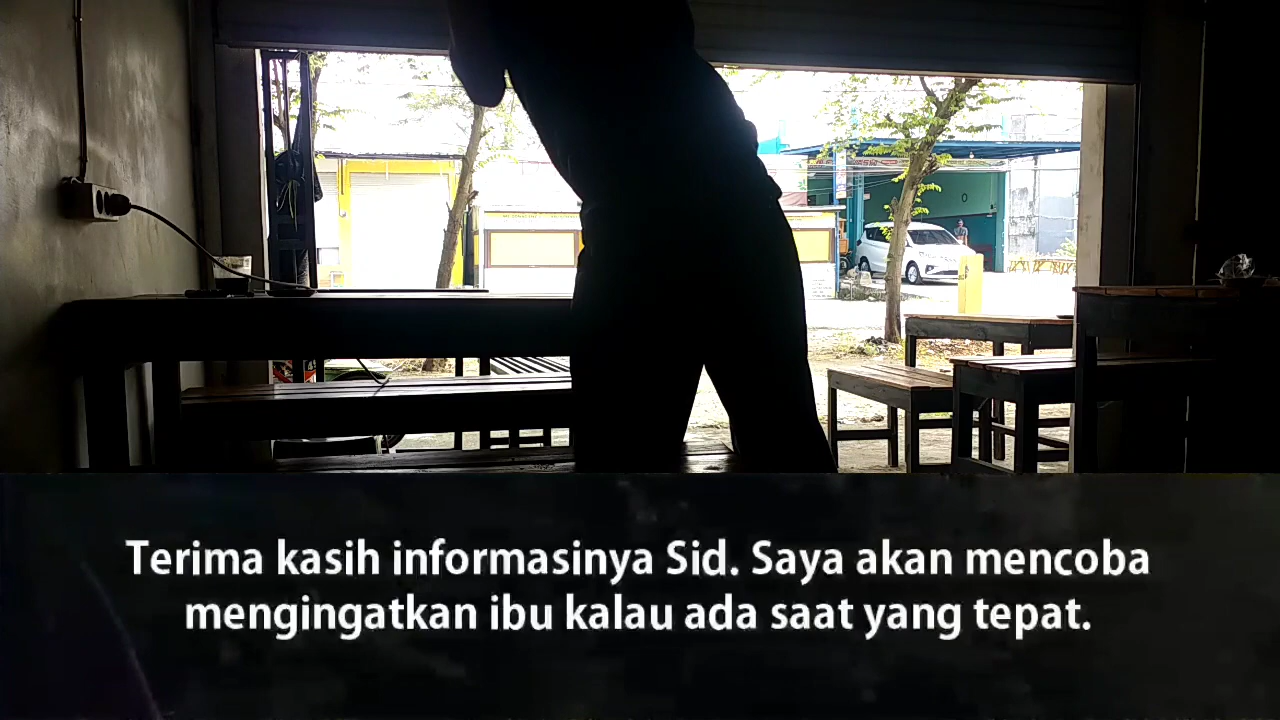 Terima kasih informasinya Sid. Saya akan mencoba
mengingatkan ibu kalau ada saat yang tepat.